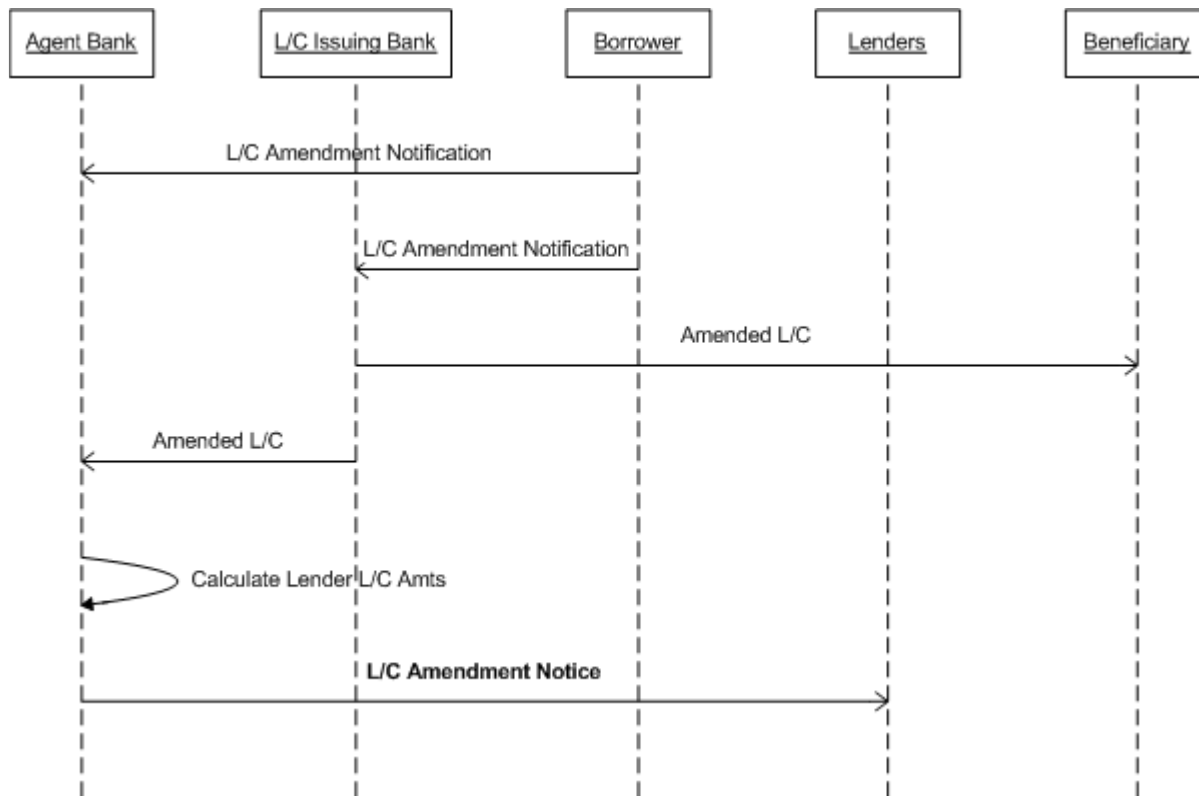 Agent Bank
L/C Issuing Bank
Borrower
Lenders
Beneficiary
L/C Amendment Notification
L/C Amendment Notification
Amended L/C
Amended L/C
Calculate Lender L/C Amts
L/C Amendment Notice